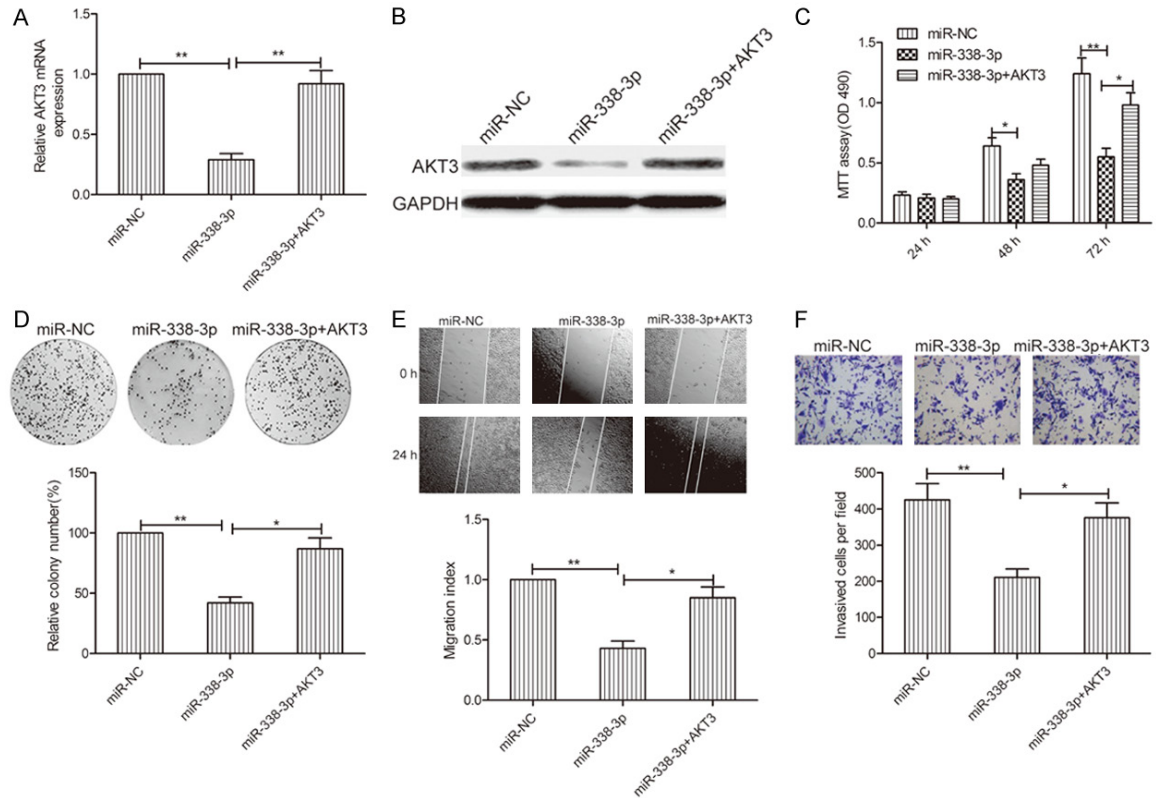 A
Relative AKT3 mRNA
expression
1.5
1.0
0.5
0.0
**
**
miR-NC
miR-338-3p
miR-338-3p+AKT3
B
miR-NC
miR-338-3p
miR-338-3p+AKT3
AKT3
GAPDH
C
miR-NC
miR-338-3p
miR-338-3p+AKT3
MTT assay(OD 490)
1.5
1.0
0.5
0.0
*
**
*
24 h
48 h
72 h
D
miR-NC
miR-338-3p
miR-338-3p+AKT3
Relative colony number(%)
150
100
50
0
**
*
miR-NC
miR-338-3p
miR-338-3p+AKT3
E
miR-NC
miR-338-3p
miR-338-3p+AKT3
0 h
24 h
Migration index
1.5
1.0
0.5
0.0
**
*
miR-NC
miR-338-3p
miR-338-3p+AKT3
F
miR-NC
miR-338-3p
miR-338-3p+AKT3
Invasived cells per field
500
400
300
200
100
0
**
*
miR-NC
miR-338-3p
miR-338-3p+AKT3